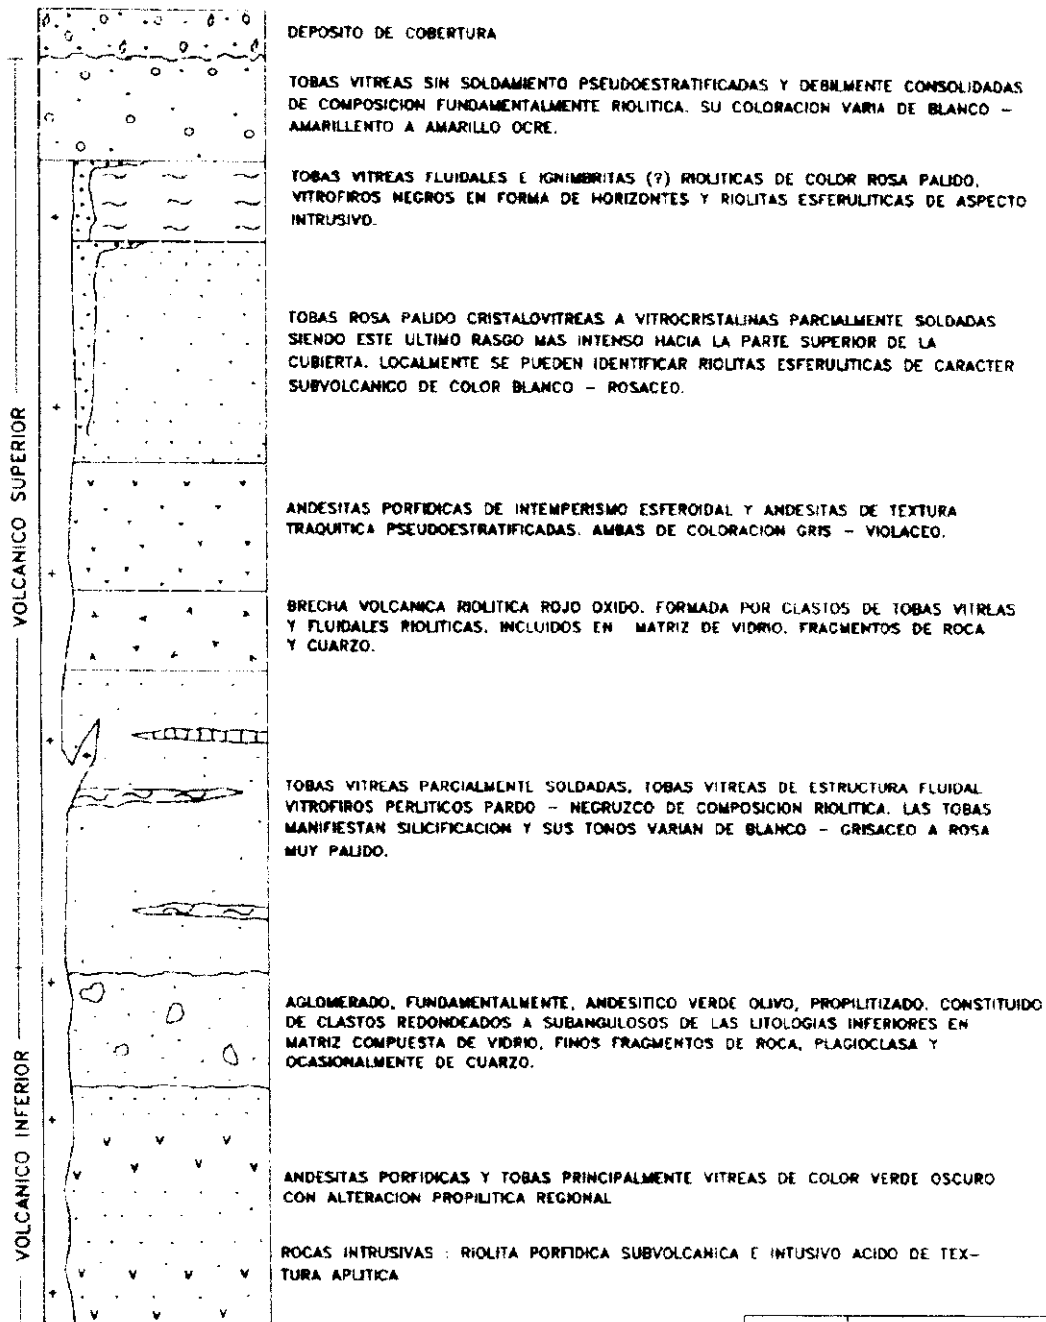 DEPOSITO DE COBERTURA
TOBAS VITREAS SIN SOLDAMIENTO PSEUDOESTRATIFICADAS Y DEBILMENTE CONSOLIDADAS
DE COMPOSICION FUNDAMENTALMENTE RIOLITICA. SU COLORACION VARIA DE BLANCO –
AMARILLENTO A AMARILLO OCRE.
TOBAS VITREAS FLUIDALES E IGNIMBRITAS (?) RIOLITICAS DE COLOR ROSA PALIDO.
VITROFIROS NEGROS EN FORMA DE HORIZONTES Y RIOLITAS ESFERULITICAS DE ASPECTO
INTRUSIVO.
TOBAS ROSA PALIDO CRISTALOVITREAS A VITROCRISTALINAS PARCIALMENTE SOLDADAS
SIENDO ESTE ULTIMO RASGO MAS INTENSO HACIA LA PARTE SUPERIOR DE LA
CUBIERTA. LOCALMENTE SE PUEDEN IDENTIFICAR RIOLITAS ESFERULITICAS DE CARACTER
SUBVOLCANICO DE COLOR BLANCO – ROSACEO.
VOLCANICO SUPERIOR
ANDESITAS PORFIDICAS DE INTEMPERISMO ESFEROIDAL Y ANDESITAS DE TEXTURA
TRAQUITICA PSEUDOESTRATIFICADAS. AMBAS DE COLORACION GRIS – VIOLACEO.
BRECHA VOLCANICA RIOLITICA ROJO OXIDO. FORMADA POR CLASTOS DE TOBAS VITREAS
Y FLUIDALES RIOLITICAS. INCLUIDOS EN MATRIZ DE VIDRIO. FRAGMENTOS DE ROCA
Y CUARZO.
TOBAS VITREAS PARCIALMENTE SOLDADAS, TOBAS VITREAS DE ESTRUCTURA FLUIDAL
VITROFIROS PERLITICOS PARDO – NEGRUZCO DE COMPOSICION RIOLITICA. LAS TOBAS
MANIFIESTAN SILICIFICACION Y SUS TONOS VARIAN DE BLANCO – GRISACEO A ROSA
MUY PALIDO.
AGLOMERADO, FUNDAMENTALMENTE, ANDESITICO VERDE OLIVO, PROPILITIZADO. CONSTITUIDO
DE CLASTOS REDONDEADOS A SUBANGULOSOS DE LAS LITOLOGIAS INFERIORES EN
MATRIZ COMPUESTA DE VIDRIO, FINOS FRAGMENTOS DE ROCA, PLAGIOCLASA Y
OCASIONALMENTE DE CUARZO.
VOLCANICO INFERIOR
ANDESITAS PORFIDICAS Y TOBAS PRINCIPALMENTE VITREAS DE COLOR VERDE OSCURO
CON ALTERACION PROPILITICA REGIONAL
ROCAS INTRUSIVAS : RIOLITA PORFIDICA SUBVOLCANICA E INTUSIVO ACIDO DE TEX–
TURA APLITICA